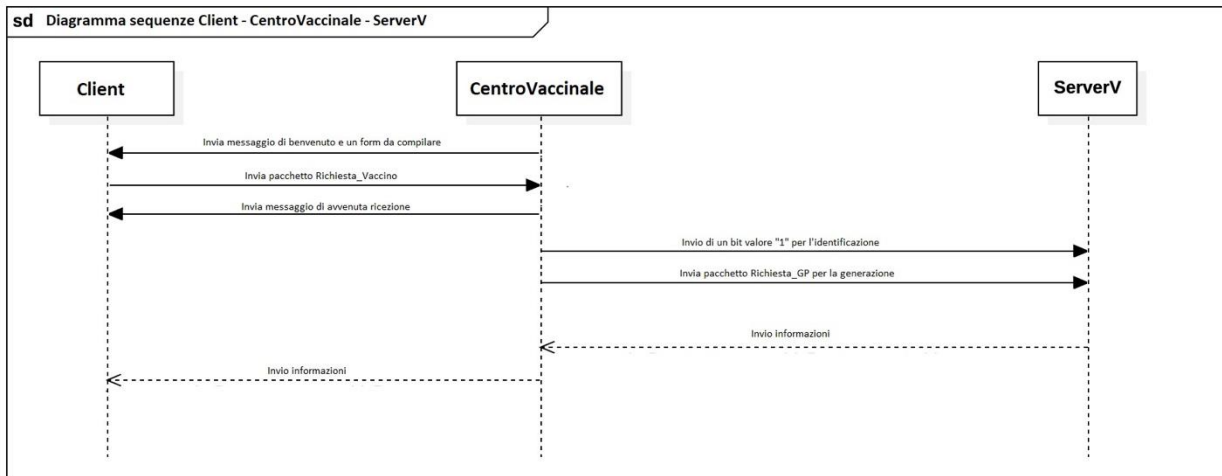 sd Diagramma sequenze Client - CentroVaccinale - ServerV
Client
CentroVaccinale
ServerV
Invia messaggio di benvenuto e un form da compilare
Invia pacchetto Richiesta_Vaccino
Invia messaggio di avvenuta ricezione
Invio di un bit valore "1" per l'identificazione
Invia pacchetto Richiesta_GP per la generazione
Invio informazioni
Invio informazioni